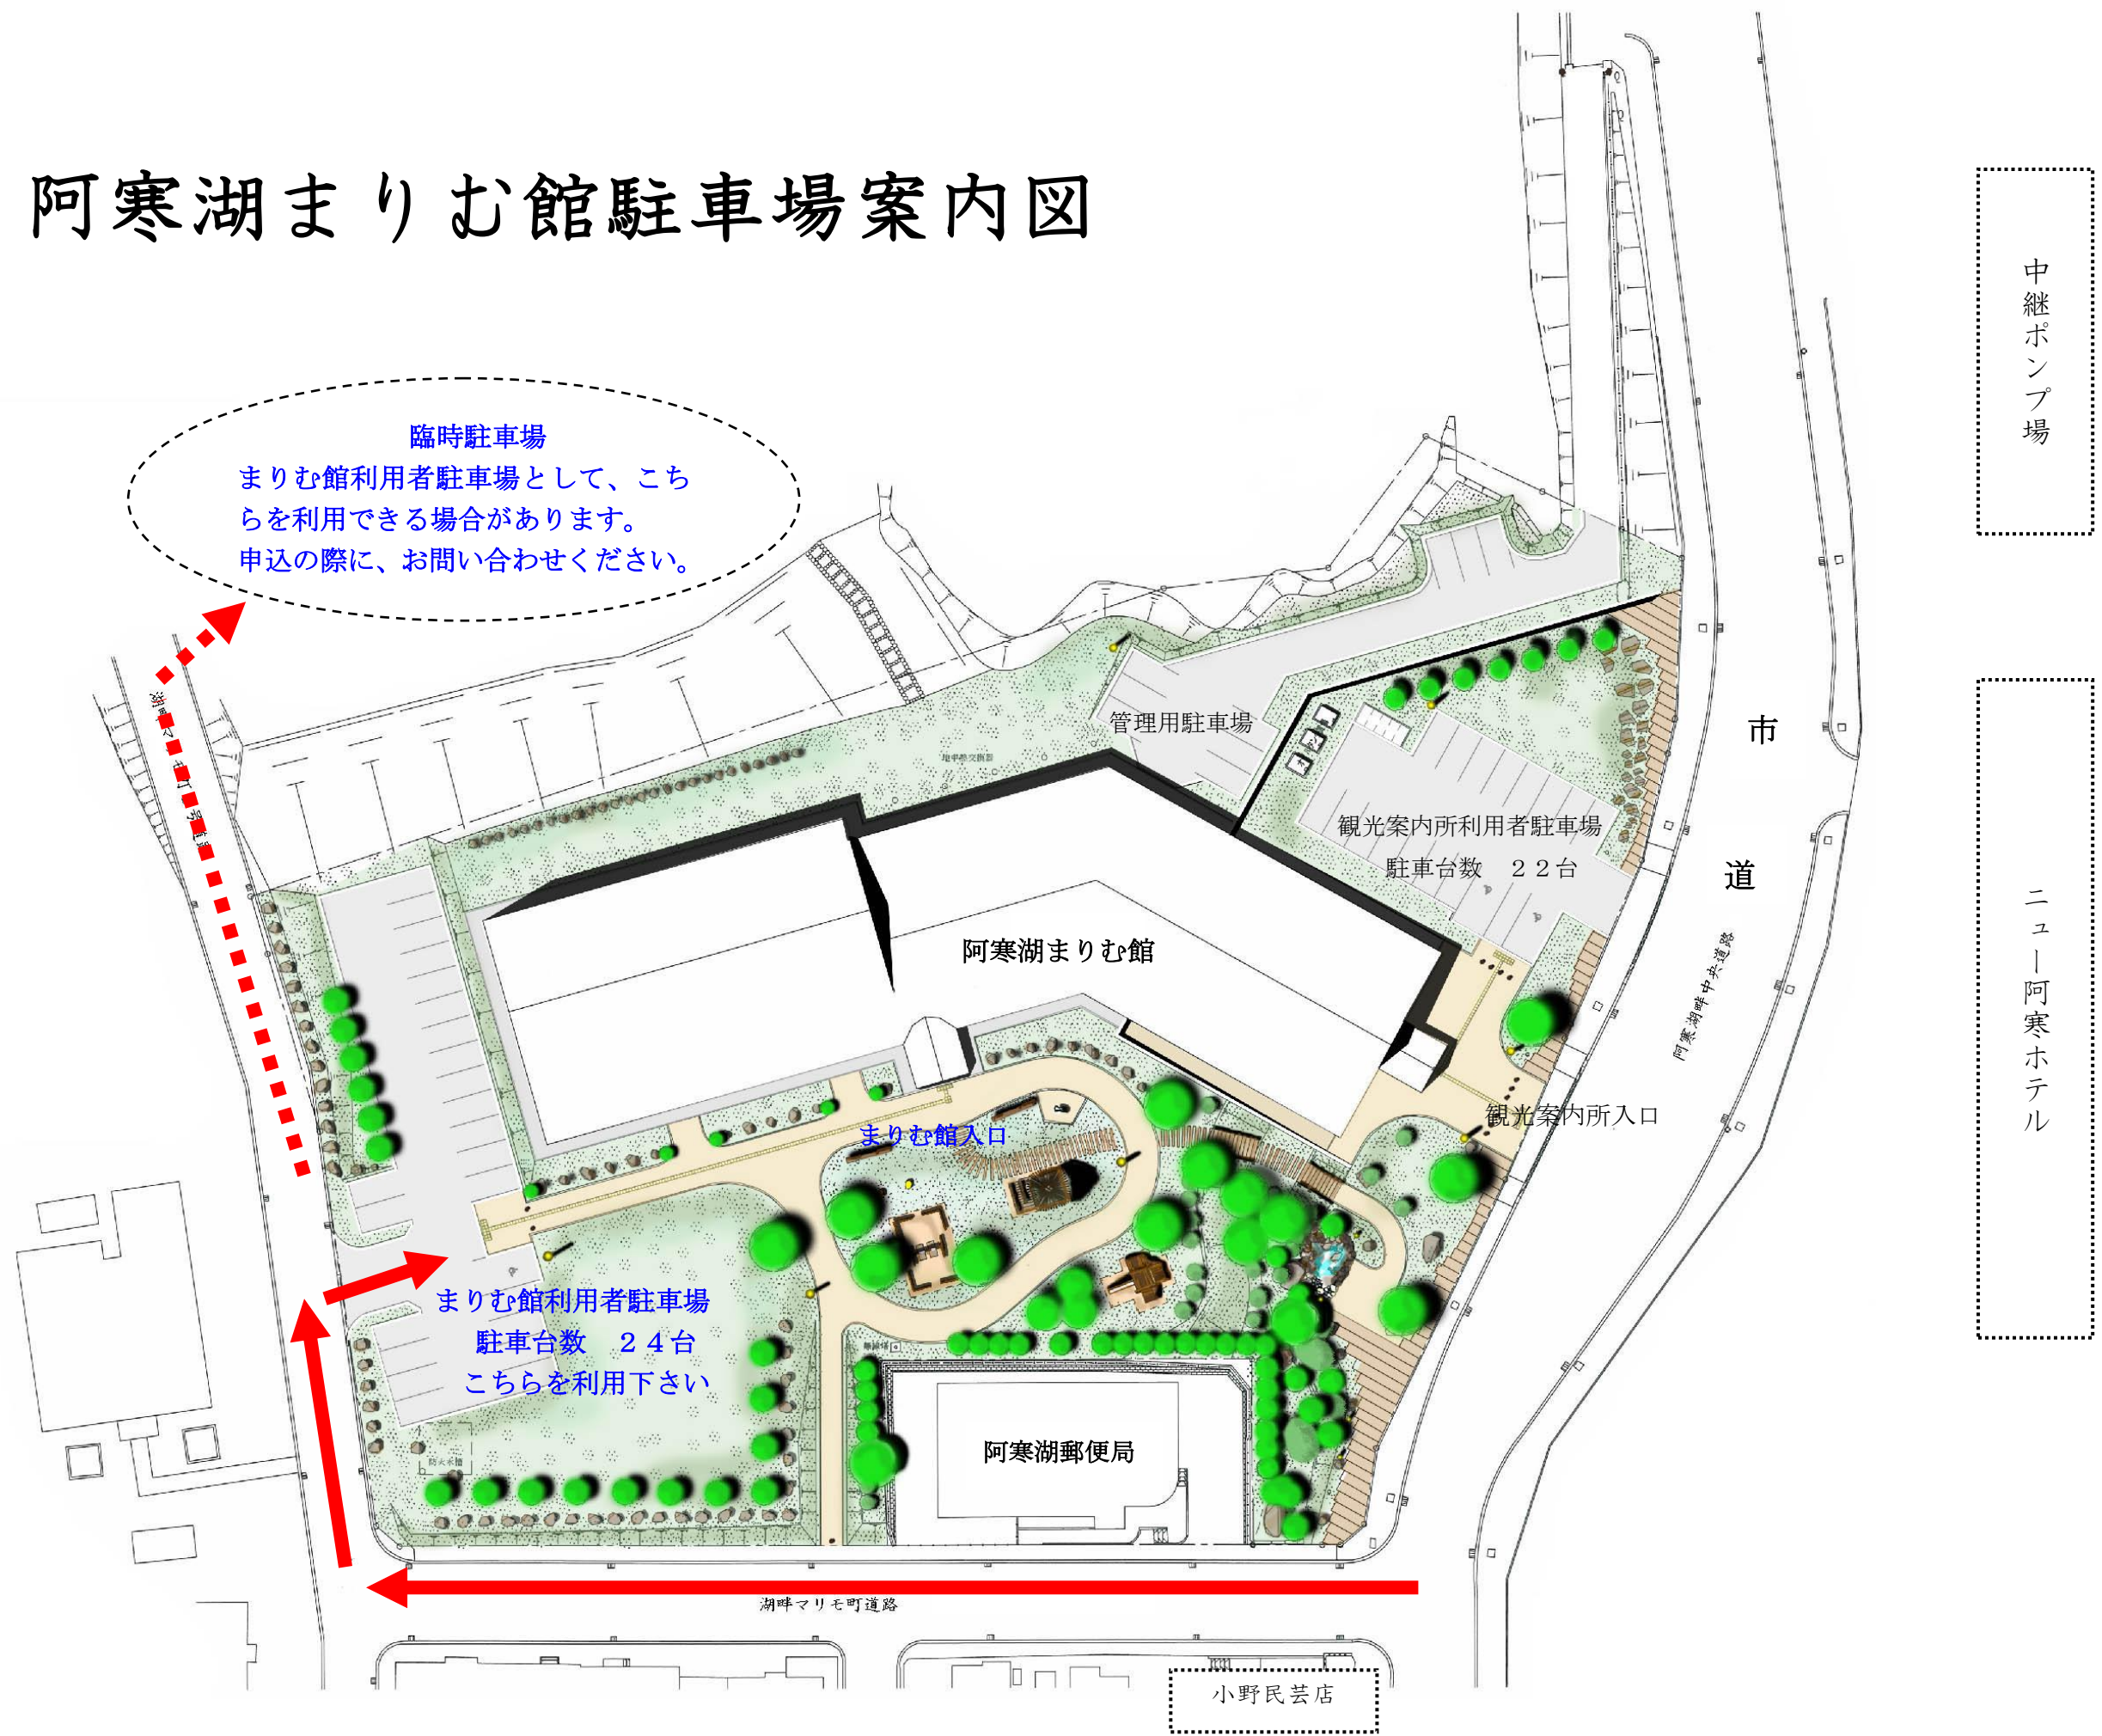 阿寒湖まりむ館駐車場案内図
中継ポンプ場
臨時駐車場
まりむ館利用者駐車場として、こち
らを利用できる場合があります。
申込の際に、お問い合わせください。
管理用駐車場
市道
観光案内所利用者駐車場
駐車台数 22台
ニュー阿寒ホテル
阿寒湖まりむ館
阿寒湖畔中央道路
観光案内所入口
まりむ館入口
まりむ館利用者駐車場
駐車台数 24台
こちらを利用下さい
阿寒湖郵便局
防火水槽
湖畔マリモ町道路
小野民芸店